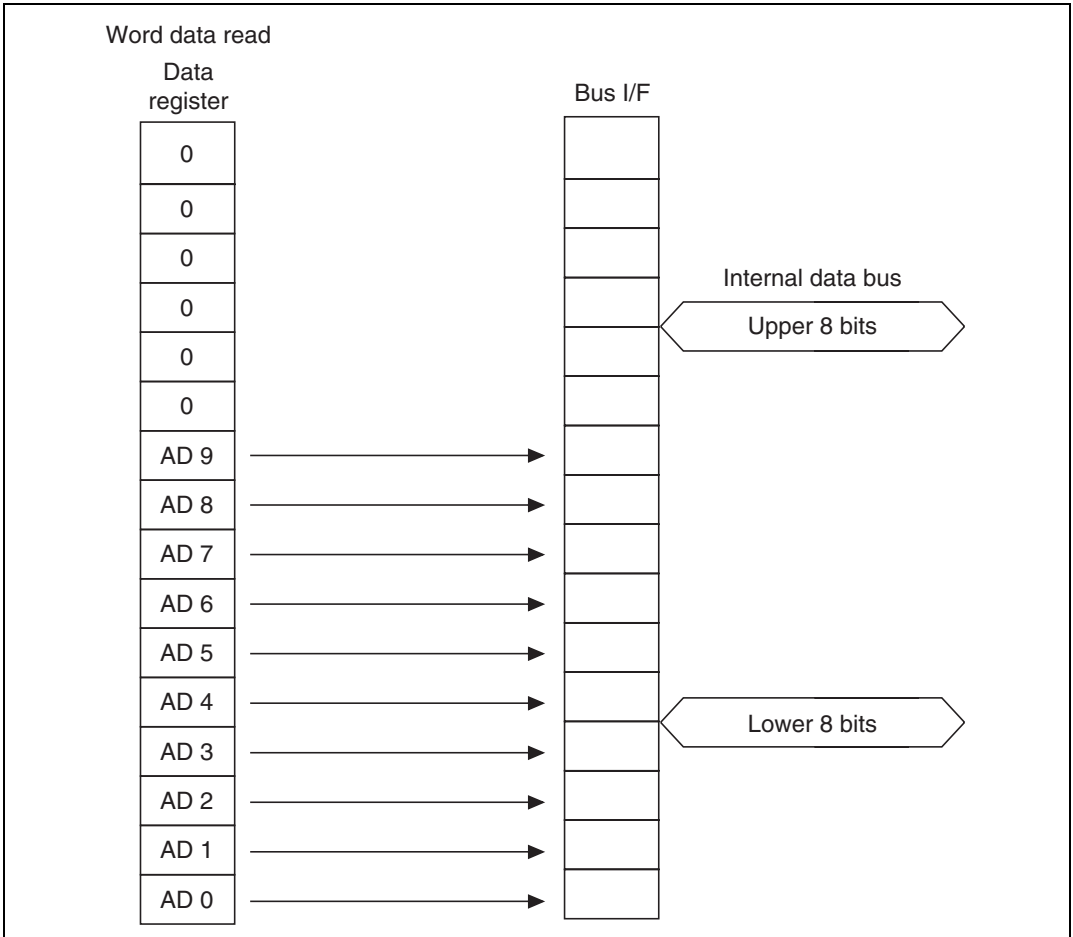 Word data read
Data
register
Bus I/F
0
0
0
0
0
0
AD 9
AD 8
AD 7
AD 6
AD 5
AD 4
AD 3
AD 2
AD 1
AD 0
Internal data bus
Upper 8 bits
Lower 8 bits